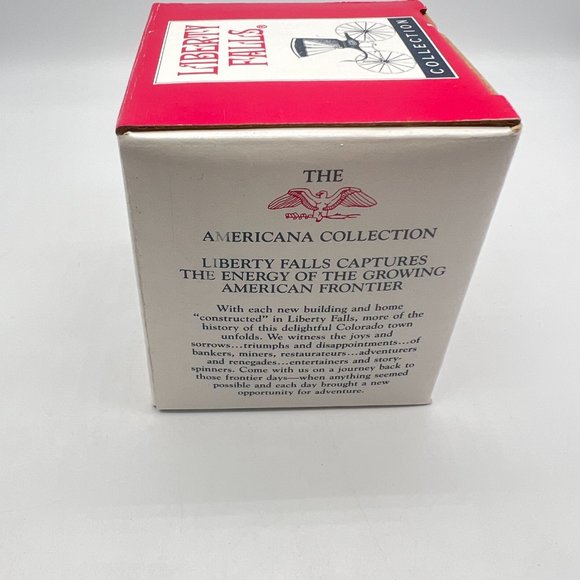 LIBERTY
FALLS®
COLLECTION
THE
AMERICANA COLLECTION
LIBERTY FALLS CAPTURES
THE ENERGY OF THE GROWING
AMERICAN FRONTIER
With each new building and home
"constructed" in Liberty Falls, more of the
history of this delightful Colorado town
unfolds. We witness the joys and
sorrows...triumphs and disappointments...of
bankers, miners, restaurateurs...adventurers
and renegades...entertainers and story-
spinners. Come with us on a journey back to
those frontier days—when anything seemed
possible and each day brought a new
opportunity for adventure.